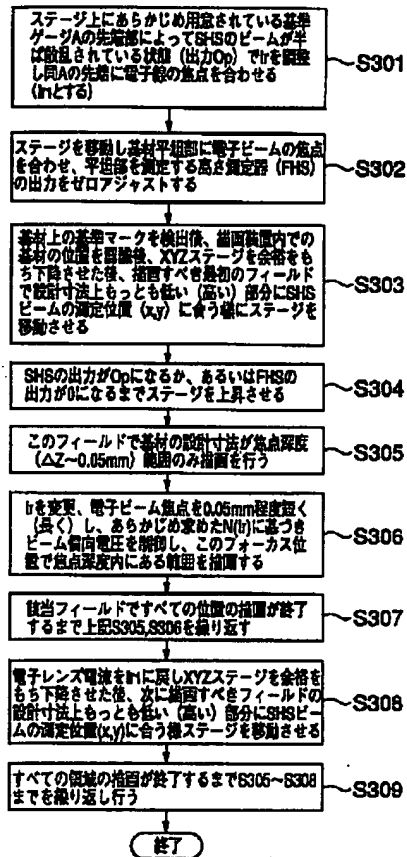 ステージ上にあらかじめ用意されている基準
ゲージAの先端部によってSHSのビームが半
ば散乱されている状態（出力Op）でIrを調整
し同Aの先端に電子線の焦点を合わせる
S301
ステージを移動し基材平坦部に電子ビームの焦点
を合わせ、平坦部を測定する高さ測定器（FHS）
の出力をゼロアジャストする
S302
基材上の基準マークを検出後、描画装置内での
基材の位置を認識後、XYZステージを余裕をも
ち下降させた後、描画すべき最初のフィールド
で設計寸法上もっとも低い（高い）部分にSHS
ビームの測定位置（x,y）に合う様にステージを
移動させる
S303
SHSの出力がOpになるか、あるいはFHSの
出力が0になるまでステージを上昇させる
S304
このフィールドで基材の設計寸法が焦点深度
（△Z～0.05mm）範囲のみ描画を行う
S305
Irを変更、電子ビーム焦点を0.05mm程度短く
（長く）し、あらかじめ求めたN(Ir)に基づき
ビーム偏向電圧を制御し、このフォーカス位
置で焦点深度内にある範囲を描画する
S306
該当フィールドですべての位置の描画が終了
するまで上記S305,S306を繰り返す
S307
電子レンズ電流を に戻しXYZステージを余裕を
もち下降させた後、次に描画すべきフィールドの
設計寸法上もっとも低い（高い）部分にSHSビー
ムの測定位置(x,y)に合う様ステージを移動させる
S308
すべての領域の描画が終了するまでS305～S308
までを繰り返し行う
S309
終了